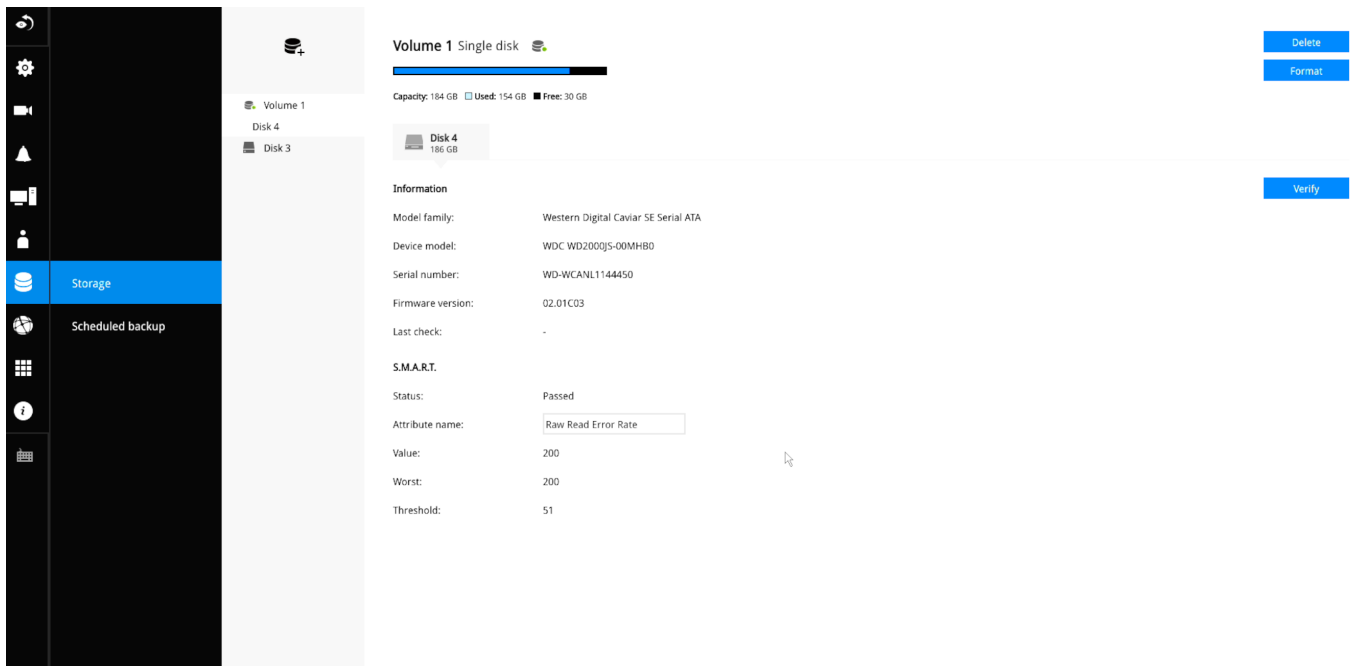 Volume 1 Single disk
Delete
Format
Capacity: 184 GB Used: 154 GB Free: 30 GB
Volume 1
Disk 4
Disk 3
Disk 4
186 GB
Information
Verify
Model family: Western Digital Caviar SE Serial ATA
Device model: WDC WD2000JS-00MHB0
Serial number: WD-WCANL1144450
Firmware version: 02.01C03
Last check: -
Storage
Scheduled backup
S.M.A.R.T.
Status: Passed
Attribute name: Raw Read Error Rate
Value: 200
Worst: 200
Threshold: 51